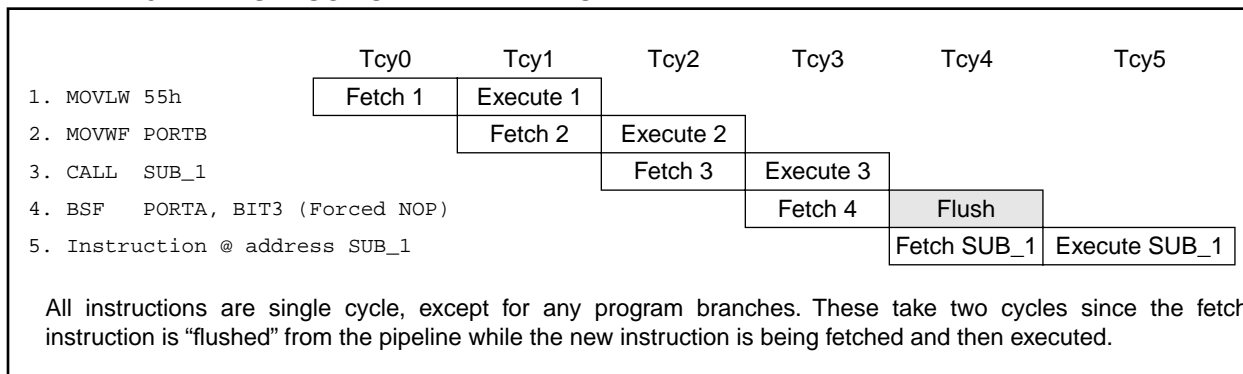 Tcy0 Tcy1 Tcy2 Tcy3 Tcy4 Tcy5
1. MOVLW 55h Fetch 1 Execute 1
2. MOVWF PORTB Fetch 2 Execute 2
3. CALL SUB_1 Fetch 3 Execute 3
4. BSF PORTA, BIT3 (Forced NOP) Fetch 4 Flush
5. Instruction @ address SUB_1 Fetch SUB_1 Execute SUB_1
All instructions are single cycle, except for any program branches. These take two cycles since the fetch
instruction is “flushed” from the pipeline while the new instruction is being fetched and then executed.